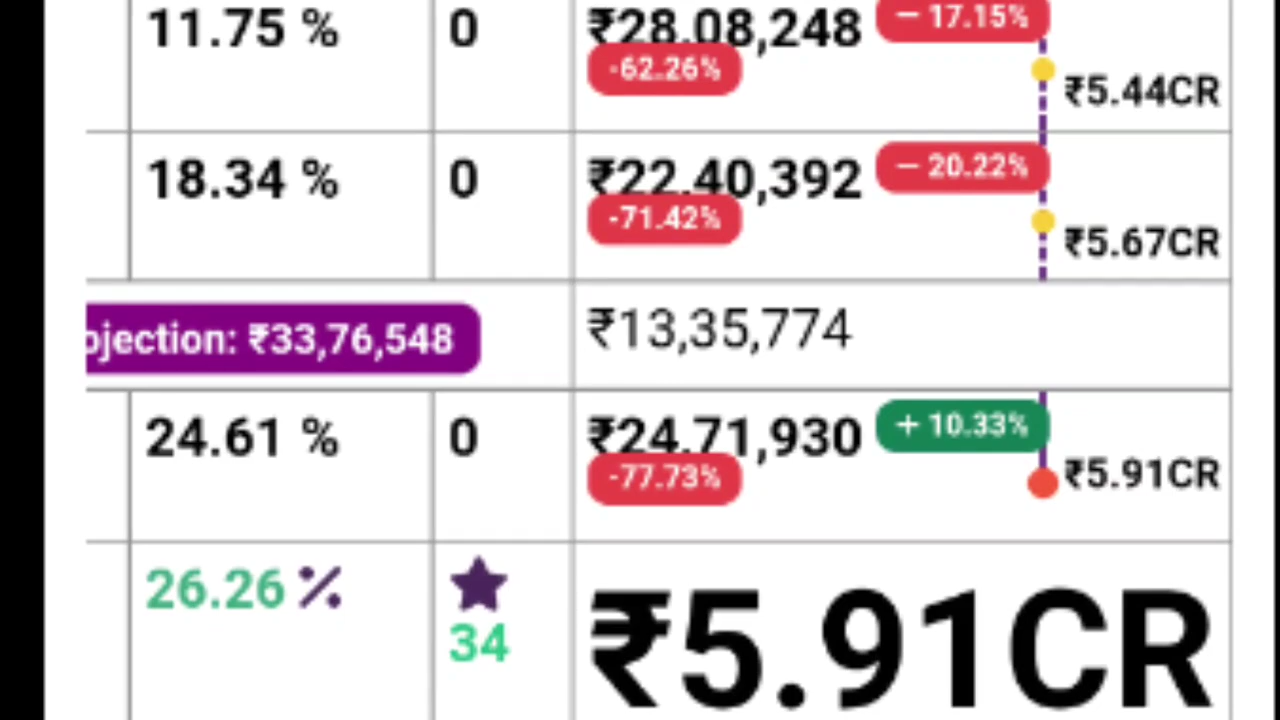 11.75 % 0 ₹28,08,248 – 17.15%
-62.26%
₹5.44CR
18.34 % 0 ₹22,40,392 – 20.22%
-71.42%
₹5.67CR
ojection: ₹33,76,548 ₹13,35,774
24.61 % 0 ₹24,71,930 + 10.33%
-77.73% ₹5.91CR
26.26 %
34
₹5.91CR